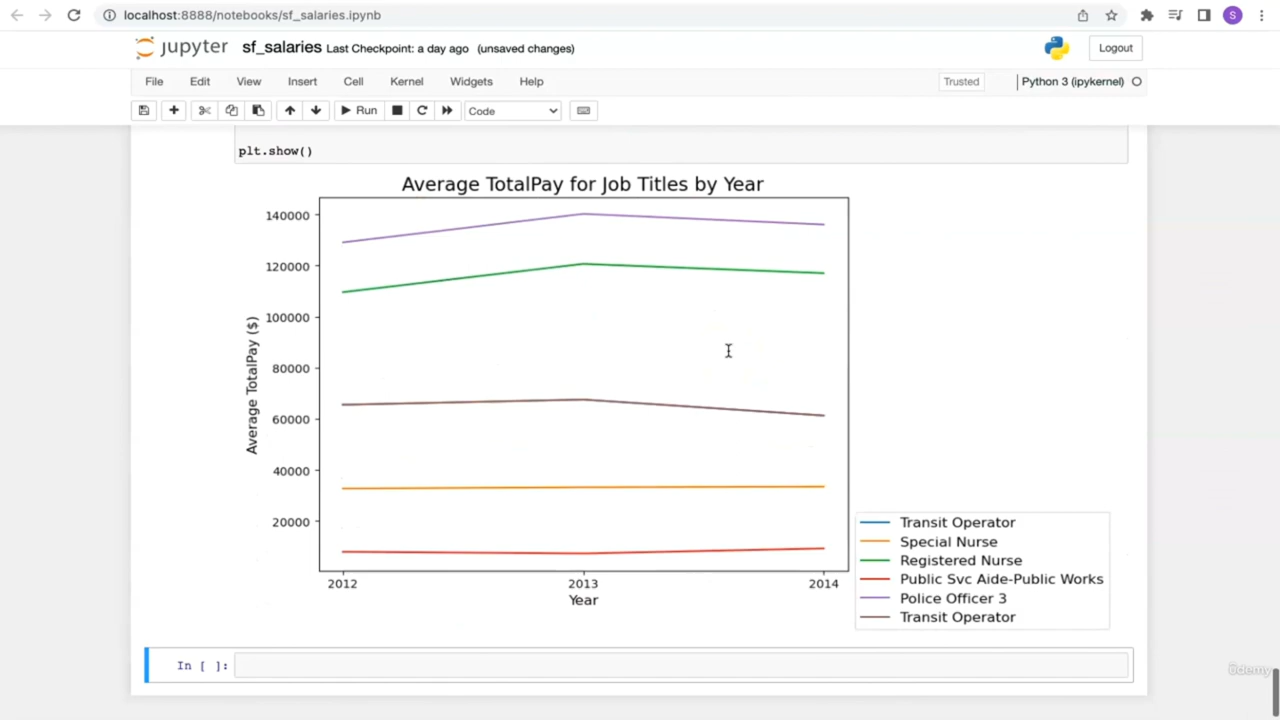 localhost:8888/notebooks/sf_salaries.ipynb
S
jupyter sf_salaries Last Checkpoint: a day ago (unsaved changes)
Logout
File Edit View Insert Cell Kernel Widgets Help
Trusted Python 3 (ipykernel)
Run Code
plt.show()
Average TotalPay for Job Titles by Year
Average TotalPay ($)
140000
120000
100000
80000
60000
40000
20000
2012 2013 2014
Year
Transit Operator
Special Nurse
Registered Nurse
Public Svc Aide-Public Works
Police Officer 3
Transit Operator
In [ ]:
ûdemy